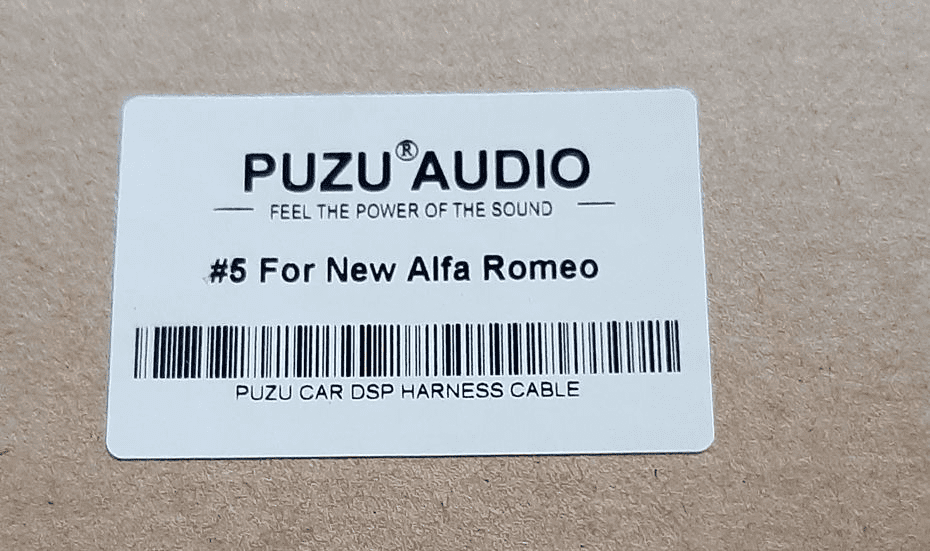 PUZU® AUDIO
FEEL THE POWER OF THE SOUND
#5 For New Alfa Romeo
PUZU CAR DSP HARNESS CABLE